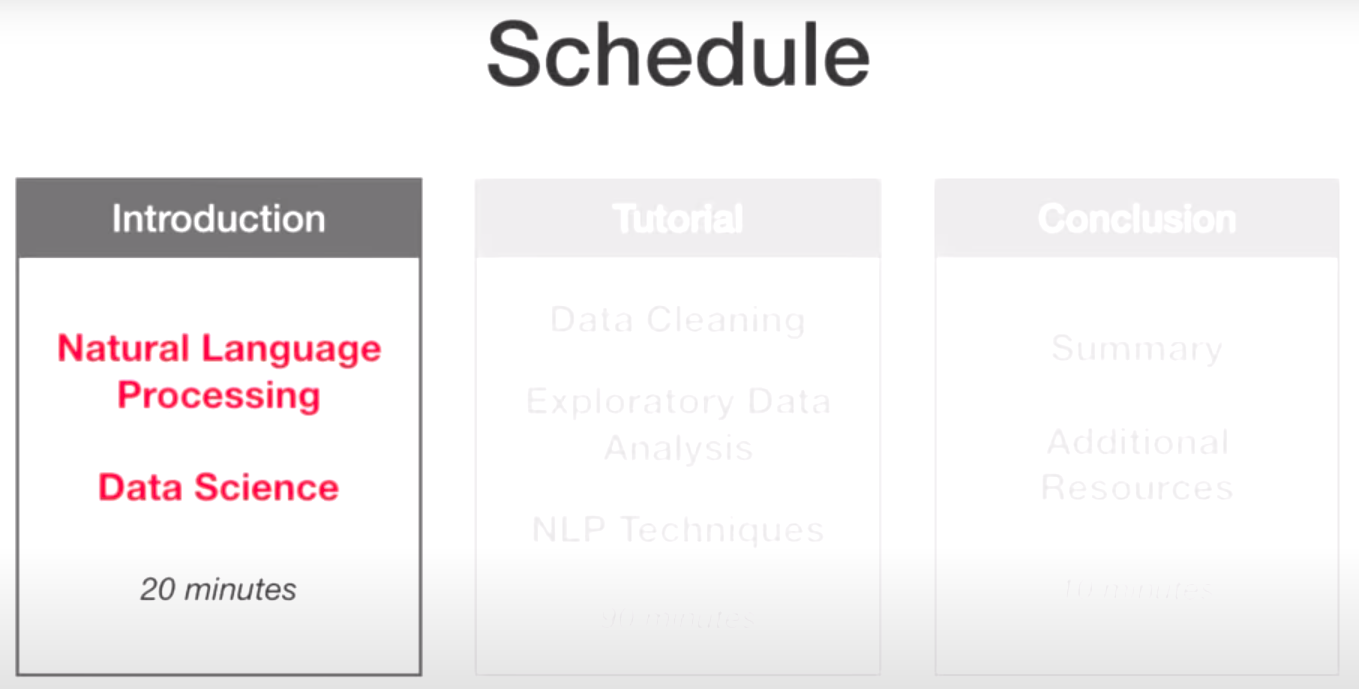 Schedule
Introduction
Natural Language
Processing
Data Science
20 minutes
Tutorial
Data Cleaning
Exploratory Data
Analysis
NLP Techniques
90 minutes
Conclusion
Summary
Additional
Resources
10 minutes